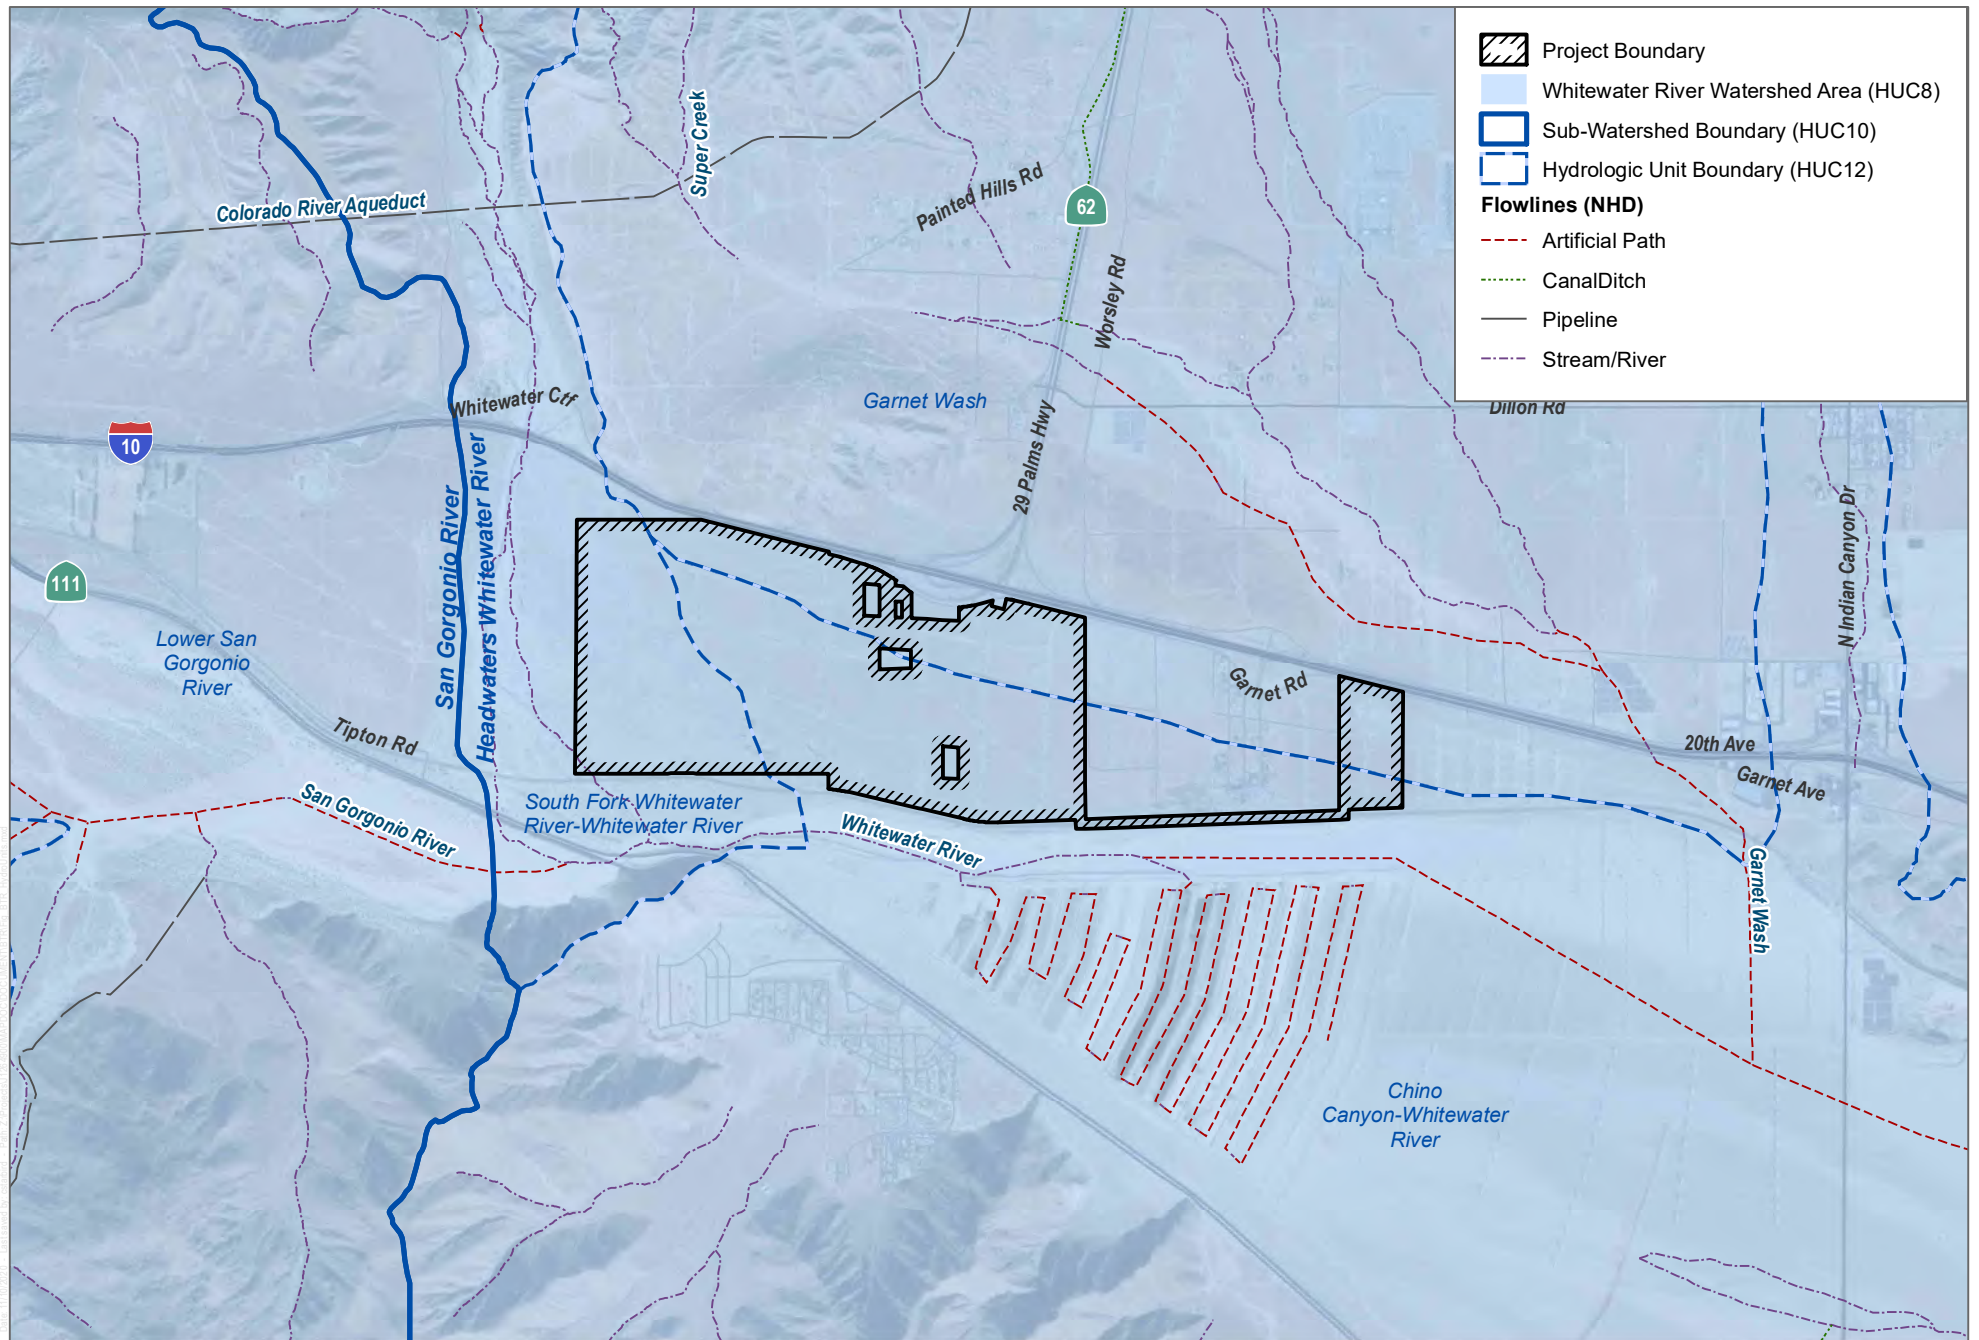 Project Boundary
Whitewater River Watershed Area (HUC8)
Sub-Watershed Boundary (HUC10)
Hydrologic Unit Boundary (HUC12)
Flowlines (NHD)
Artificial Path
CanalDitch
Pipeline
Stream/River
Super Creek
Colorado River Aqueduct
Painted Hills Rd
62
Worsley Rd
Whitewater Ctf
Garnet Wash
29 Palms Hwy
Dillon Rd
10
San Gorgonio River
Headwaters Whitewater River
N Indian Canyon Dr
111
Lower San
Gorgonio
River
Tipton Rd
Garnet Rd
20th Ave
Garnet Ave
San Gorgonio River
South Fork Whitewater
River-Whitewater River
Whitewater River
Garnet Wash
Chino
Canyon-Whitewater
River